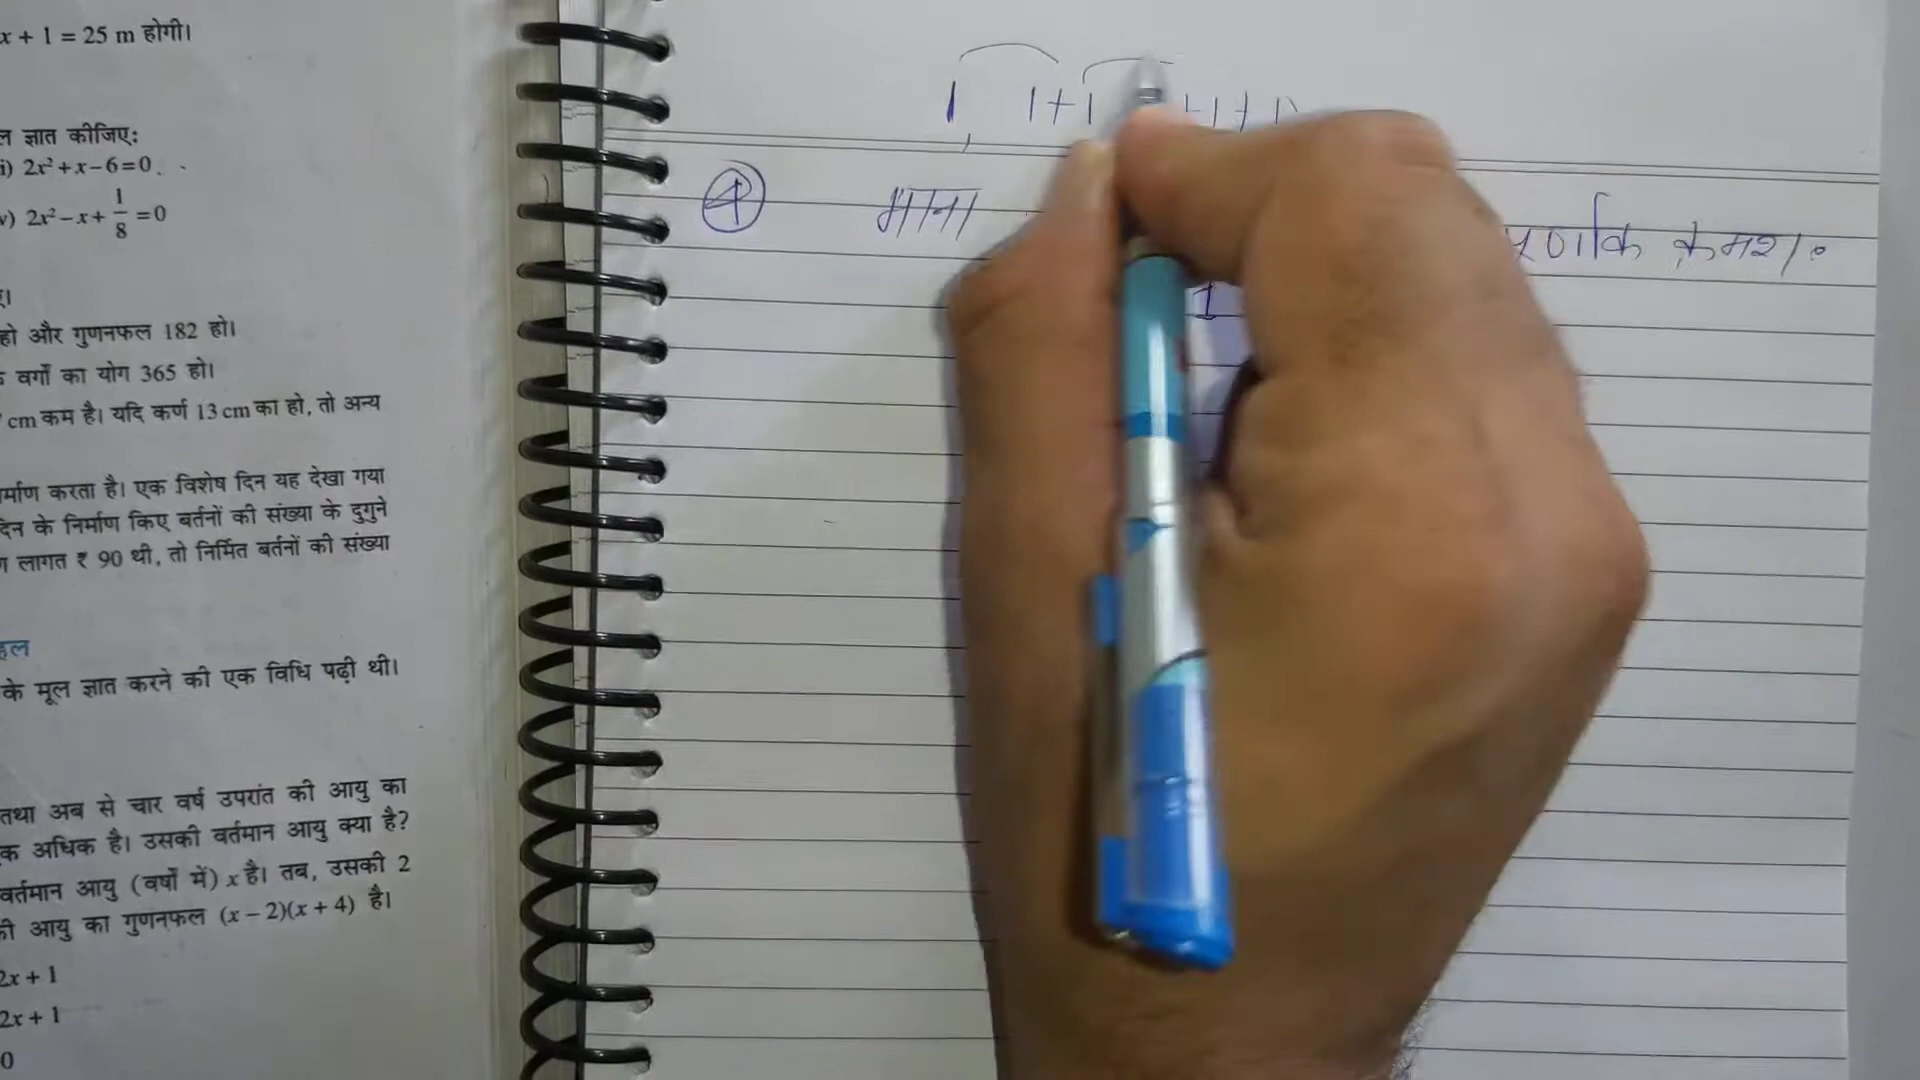 x + 1 = 25 m होगी।
ल ज्ञात कीजिए:
i) 2x² + x – 6 = 0
v) 2x² – x + 1/8 = 0
हो और गुणनफल 182 हो।
वर्गों का योग 365 हो।
cm कम है। यदि कर्ण 13 cm का हो, तो अन्य
र्माण करता है। एक विशेष दिन यह देखा गया
दिन के निर्माण किए बर्तनों की संख्या के दुगुने
लागत ₹ 90 थी, तो निर्मित बर्तनों की संख्या
हल
के मूल ज्ञात करने की एक विधि पढ़ी थी।
तथा अब से चार वर्ष उपरांत की आयु का
क अधिक है। उसकी वर्तमान आयु क्या है?
वर्तमान आयु (वर्षों में) x है। तब, उसकी 2
की आयु का गुणनफल (x – 2)(x + 4) है।
2x + 1
2x + 1
0
1, 1+1
④ माना पूर्णांक क्रमशः
1